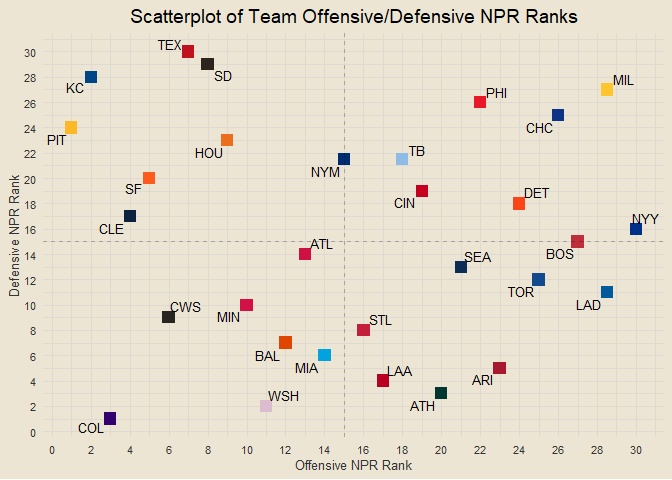 Scatterplot of Team Offensive/Defensive NPR Ranks
30
28
26
24
22
20
18
16
14
12
10
8
6
4
2
0
Defensive NPR Rank
TEX
SD
KC
MIL
PHI
CHC
PIT
HOU
NYM
TB
SF
CIN
DET
CLE
NYY
BOS
ATL
SEA
TOR
LAD
CWS
MIN
STL
BAL
MIA
LAA
ARI
WSH
ATH
COL
0 2 4 6 8 10 12 14 16 18 20 22 24 26 28 30
Offensive NPR Rank